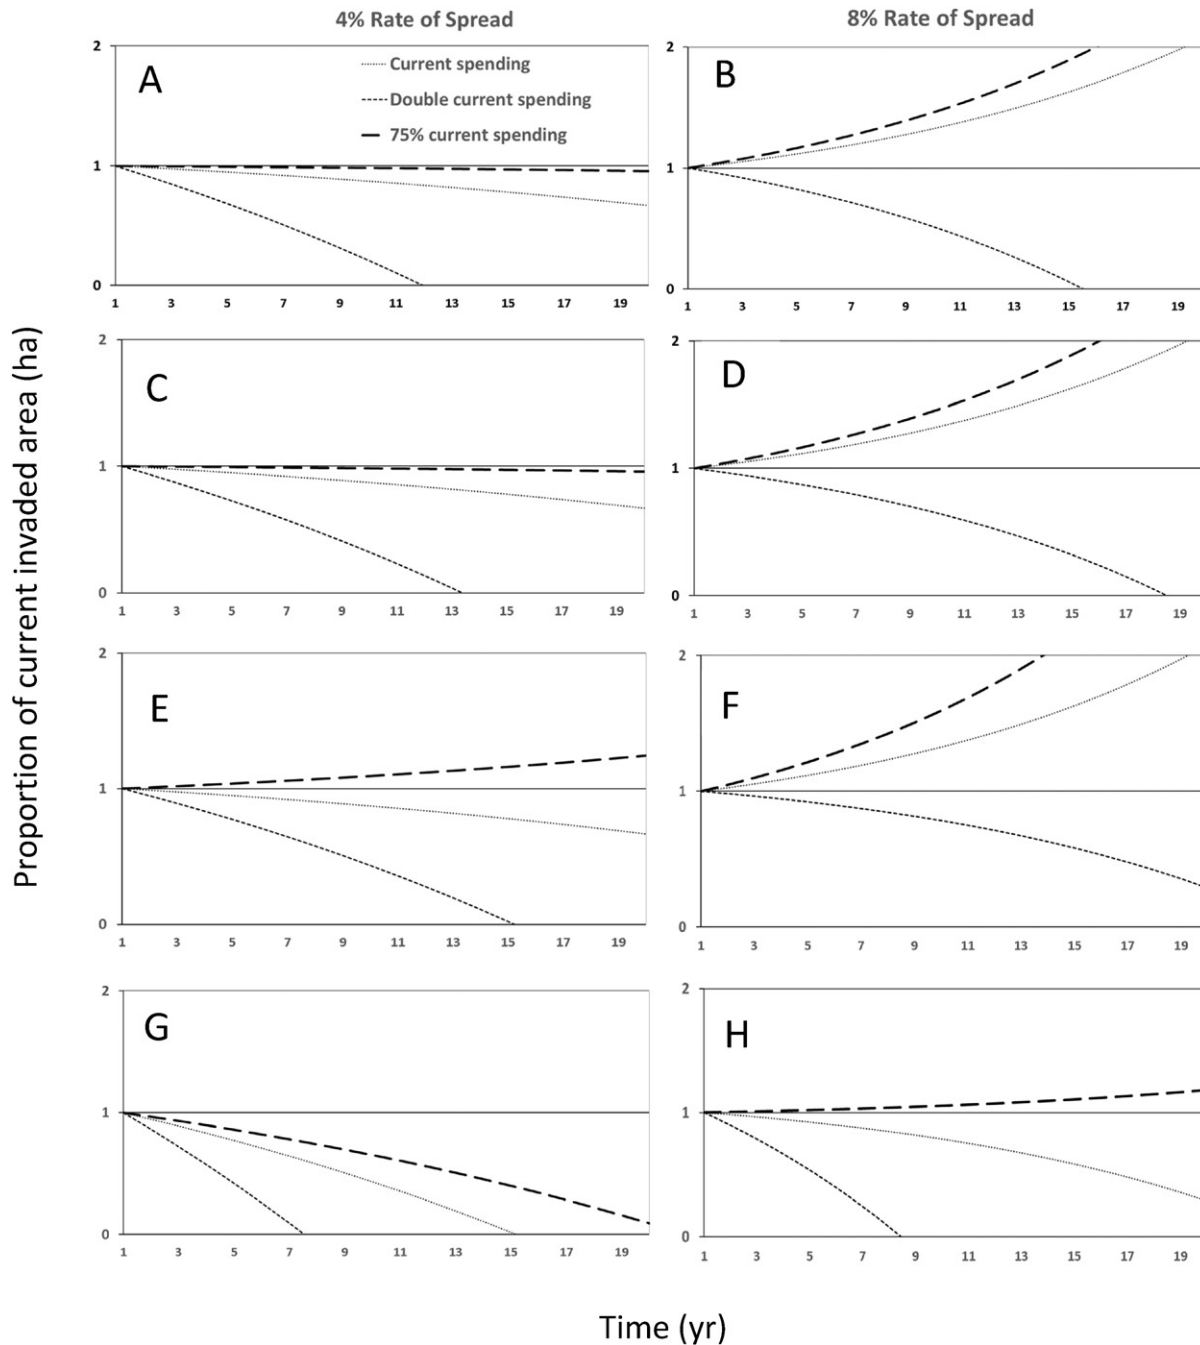 4% Rate of Spread
8% Rate of Spread
A
Current spending
Double current spending
75% current spending
2
1
0
1 3 5 7 9 11 13 15 17 19
B
2
1
0
1 3 5 7 9 11 13 15 17 19
C
2
1
0
1 3 5 7 9 11 13 15 17 19
D
2
1
0
1 3 5 7 9 11 13 15 17 19
E
2
1
0
1 3 5 7 9 11 13 15 17 19
F
2
1
0
1 3 5 7 9 11 13 15 17 19
G
2
1
0
1 3 5 7 9 11 13 15 17 19
H
2
1
0
1 3 5 7 9 11 13 15 17 19
Proportion of current invaded area (ha)
Time (yr)